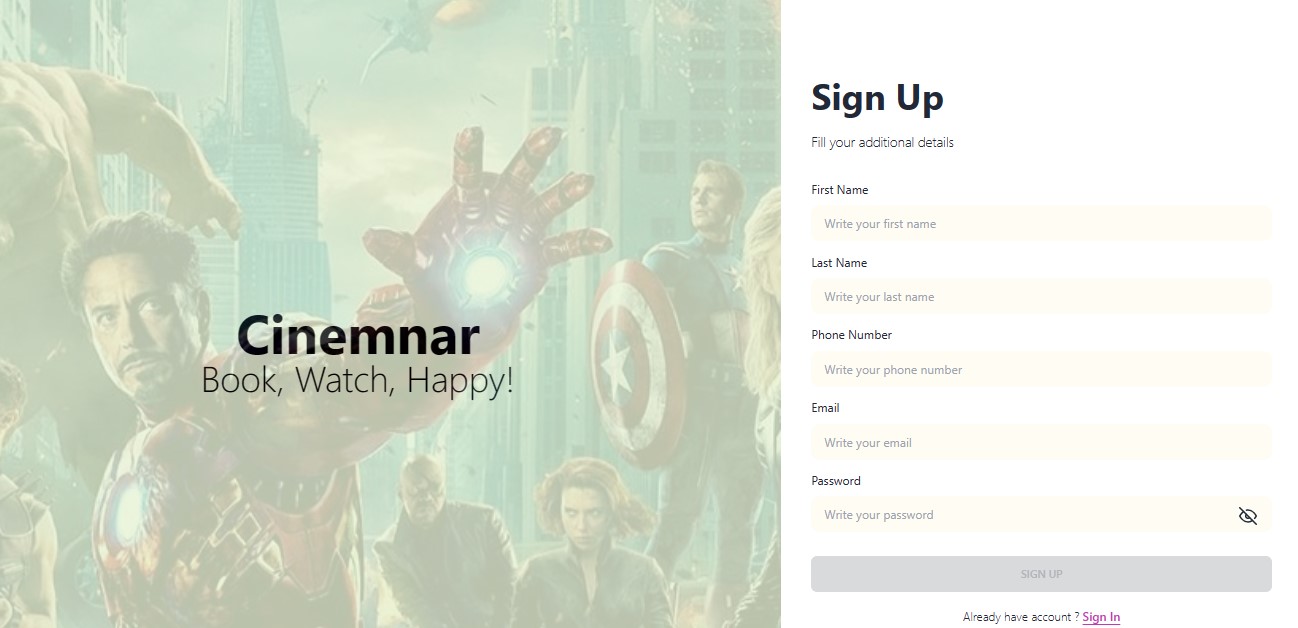 Cinemnar
Book, Watch, Happy!
Sign Up
Fill your additional details
First Name
Write your first name
Last Name
Write your last name
Phone Number
Write your phone number
Email
Write your email
Password
Write your password
SIGN UP
Already have account ? Sign In